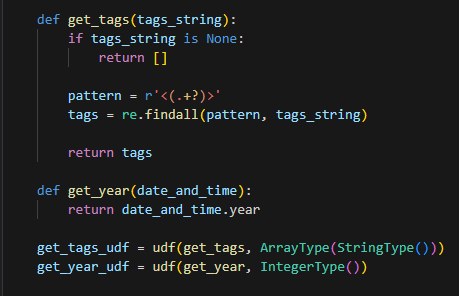 def get_tags(tags_string):
    if tags_string is None:
        return []

    pattern = r'<(.+?)>'
    tags = re.findall(pattern, tags_string)

    return tags

def get_year(date_and_time):
    return date_and_time.year

get_tags_udf = udf(get_tags, ArrayType(StringType()))
get_year_udf = udf(get_year, IntegerType())